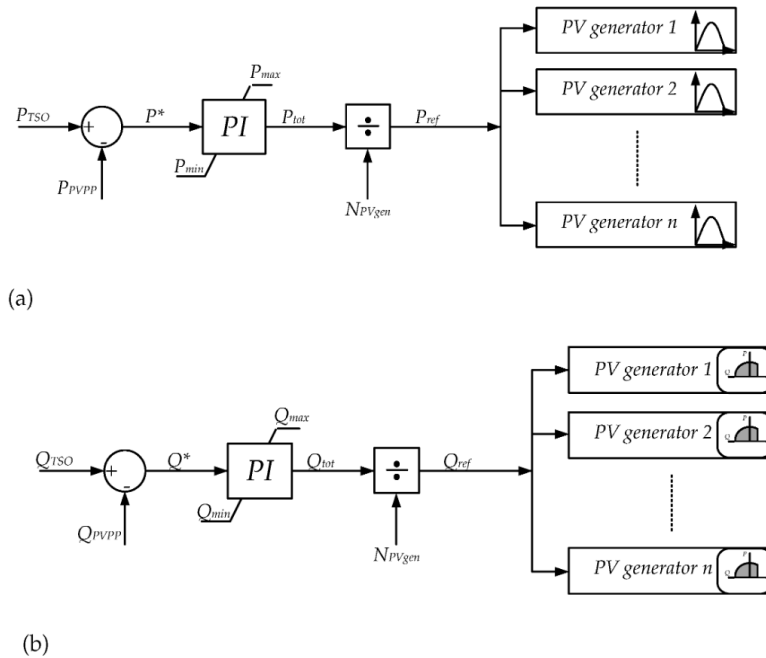 PV generator 1
P_max
PV generator 2
P_TSO
+
P*
PI
P_tot
÷
P_ref
-
P_min
P_PVPP
N_PVgen
PV generator n
(a)
PV generator 1
P
Q
Q_max
PV generator 2
P
Q
Q_TSO
+
Q*
PI
Q_tot
÷
Q_ref
-
Q_min
Q_PVPP
N_PVgen
PV generator n
P
Q
(b)